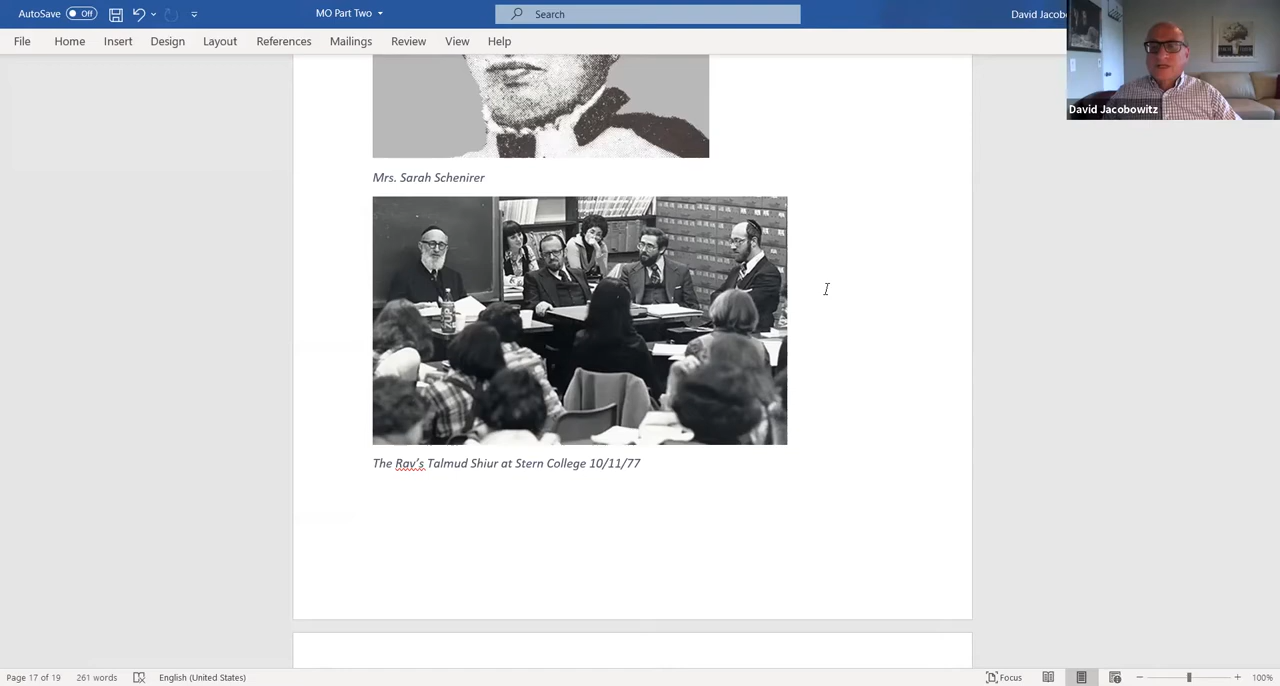 AutoSave Off MO Part Two Search David Jacob
File Home Insert Design Layout References Mailings Review View Help
David Jacobowitz
Mrs. Sarah Schenirer
7UP
The Rav's Talmud Shiur at Stern College 10/11/77
Page 17 of 19 261 words English (United States) Focus 100%